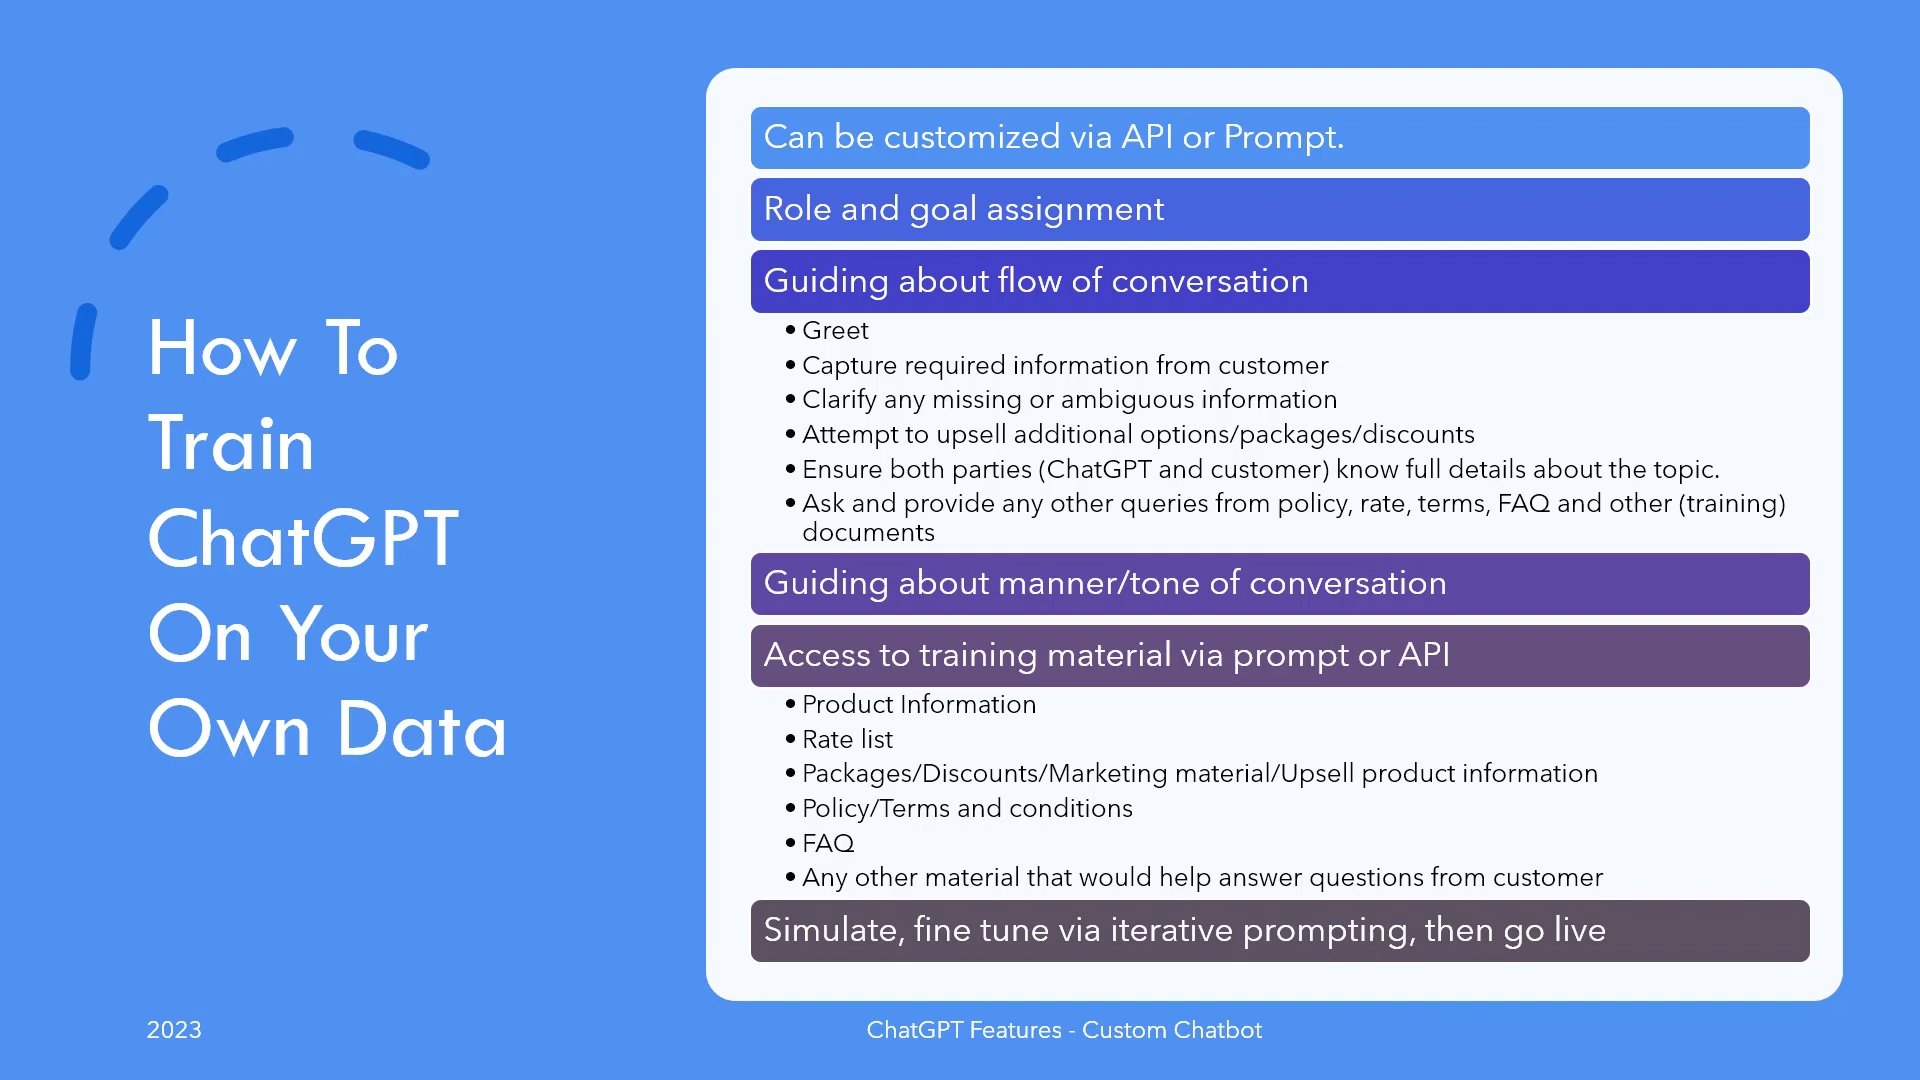 How To
Train
ChatGPT
On Your
Own Data
Can be customized via API or Prompt.
Role and goal assignment
Guiding about flow of conversation
• Greet
• Capture required information from customer
• Clarify any missing or ambiguous information
• Attempt to upsell additional options/packages/discounts
• Ensure both parties (ChatGPT and customer) know full details about the topic.
• Ask and provide any other queries from policy, rate, terms, FAQ and other (training)
documents
Guiding about manner/tone of conversation
Access to training material via prompt or API
• Product Information
• Rate list
• Packages/Discounts/Marketing material/Upsell product information
• Policy/Terms and conditions
• FAQ
• Any other material that would help answer questions from customer
Simulate, fine tune via iterative prompting, then go live
2023
ChatGPT Features - Custom Chatbot